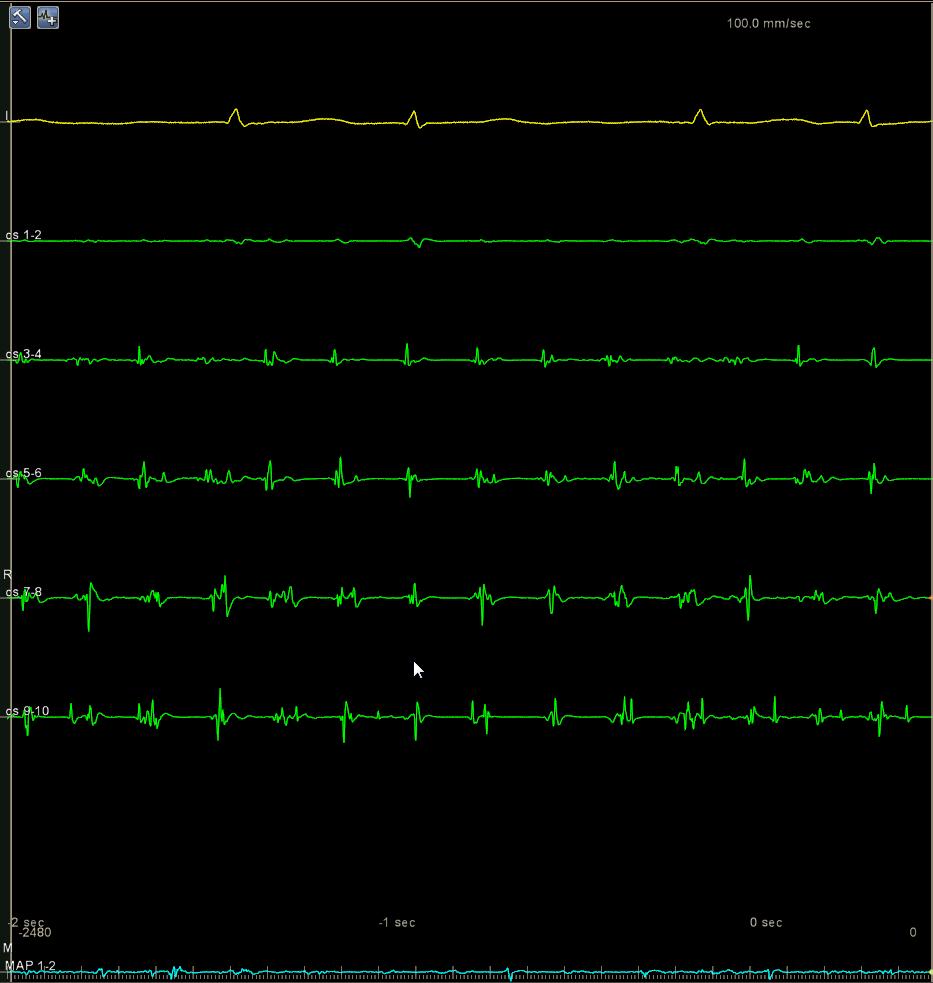 100.0 mm/sec
I
cs 1-2
cs 3-4
cs 5-6
R
cs 7-8
cs 9-10
-2 sec
-1 sec
0 sec
-2480
0
M
MAP 1-2